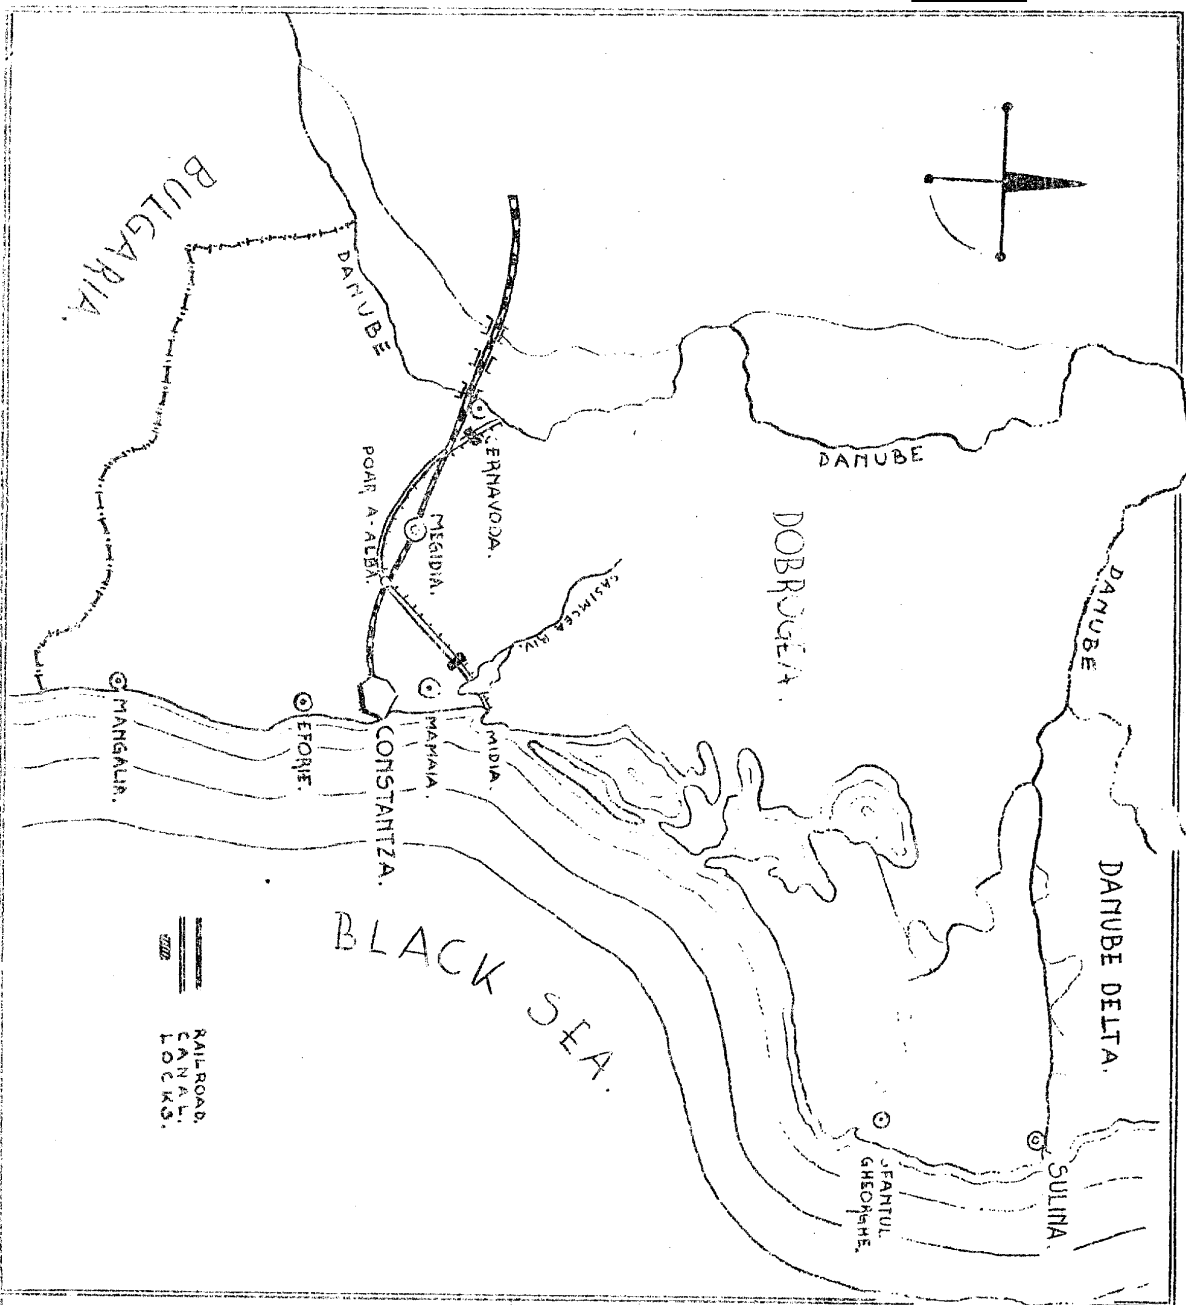 DANUBE DELTA.
SULINA.
SFANTUL
GHEORGHE.
DANUBE
DANUBE
DOBROGEA.
CASIMCEA RIV.
CERNAVODA.
MEGIDIA.
POARTA-ALBA.
MIDIA.
MAMAIA.
CONSTANTZA.
EFORIE.
MANGALIA.
DANUBE
BULGARIA.
BLACK SEA.
RAILROAD.
CANAL.
LOCKS.